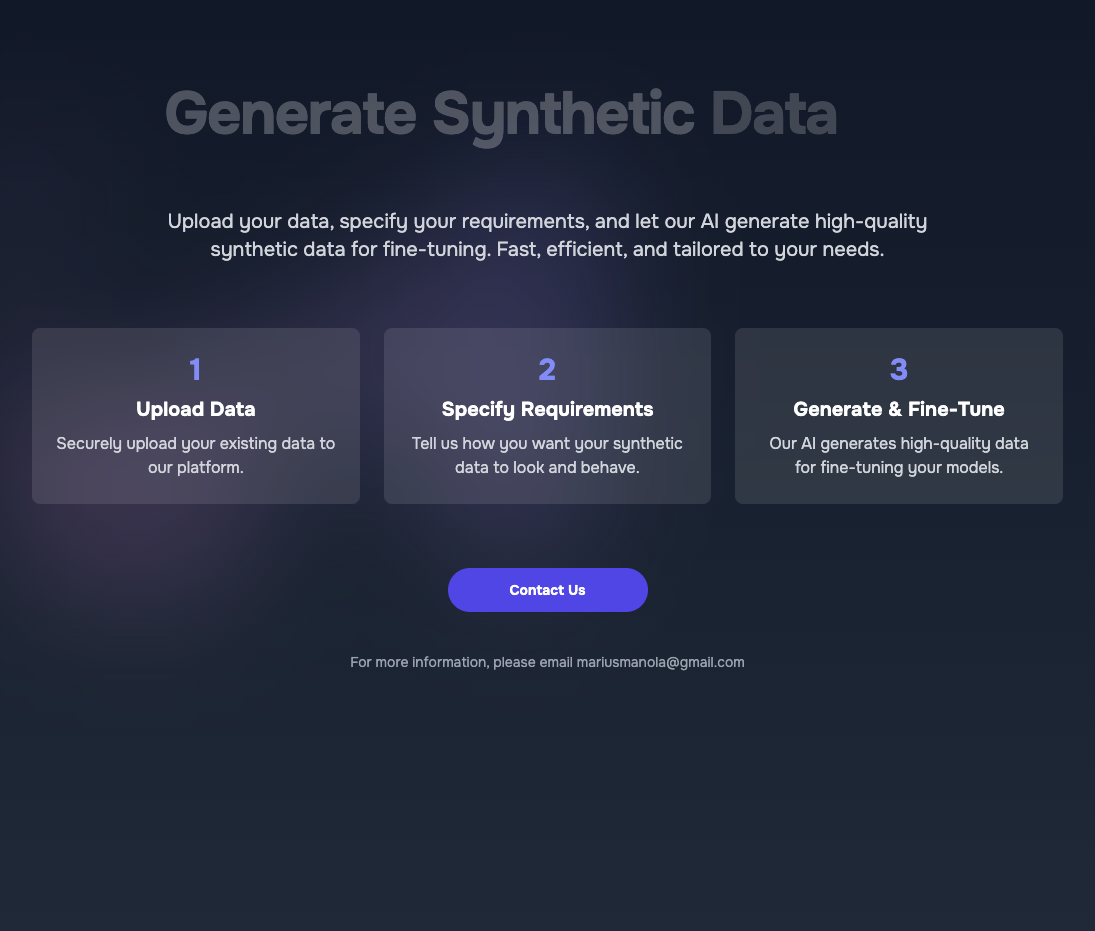 Generate Synthetic Data
Upload your data, specify your requirements, and let our AI generate high-quality
synthetic data for fine-tuning. Fast, efficient, and tailored to your needs.
1
Upload Data
Securely upload your existing data to
our platform.
2
Specify Requirements
Tell us how you want your synthetic
data to look and behave.
3
Generate & Fine-Tune
Our AI generates high-quality data
for fine-tuning your models.
Contact Us
For more information, please email mariusmanola@gmail.com